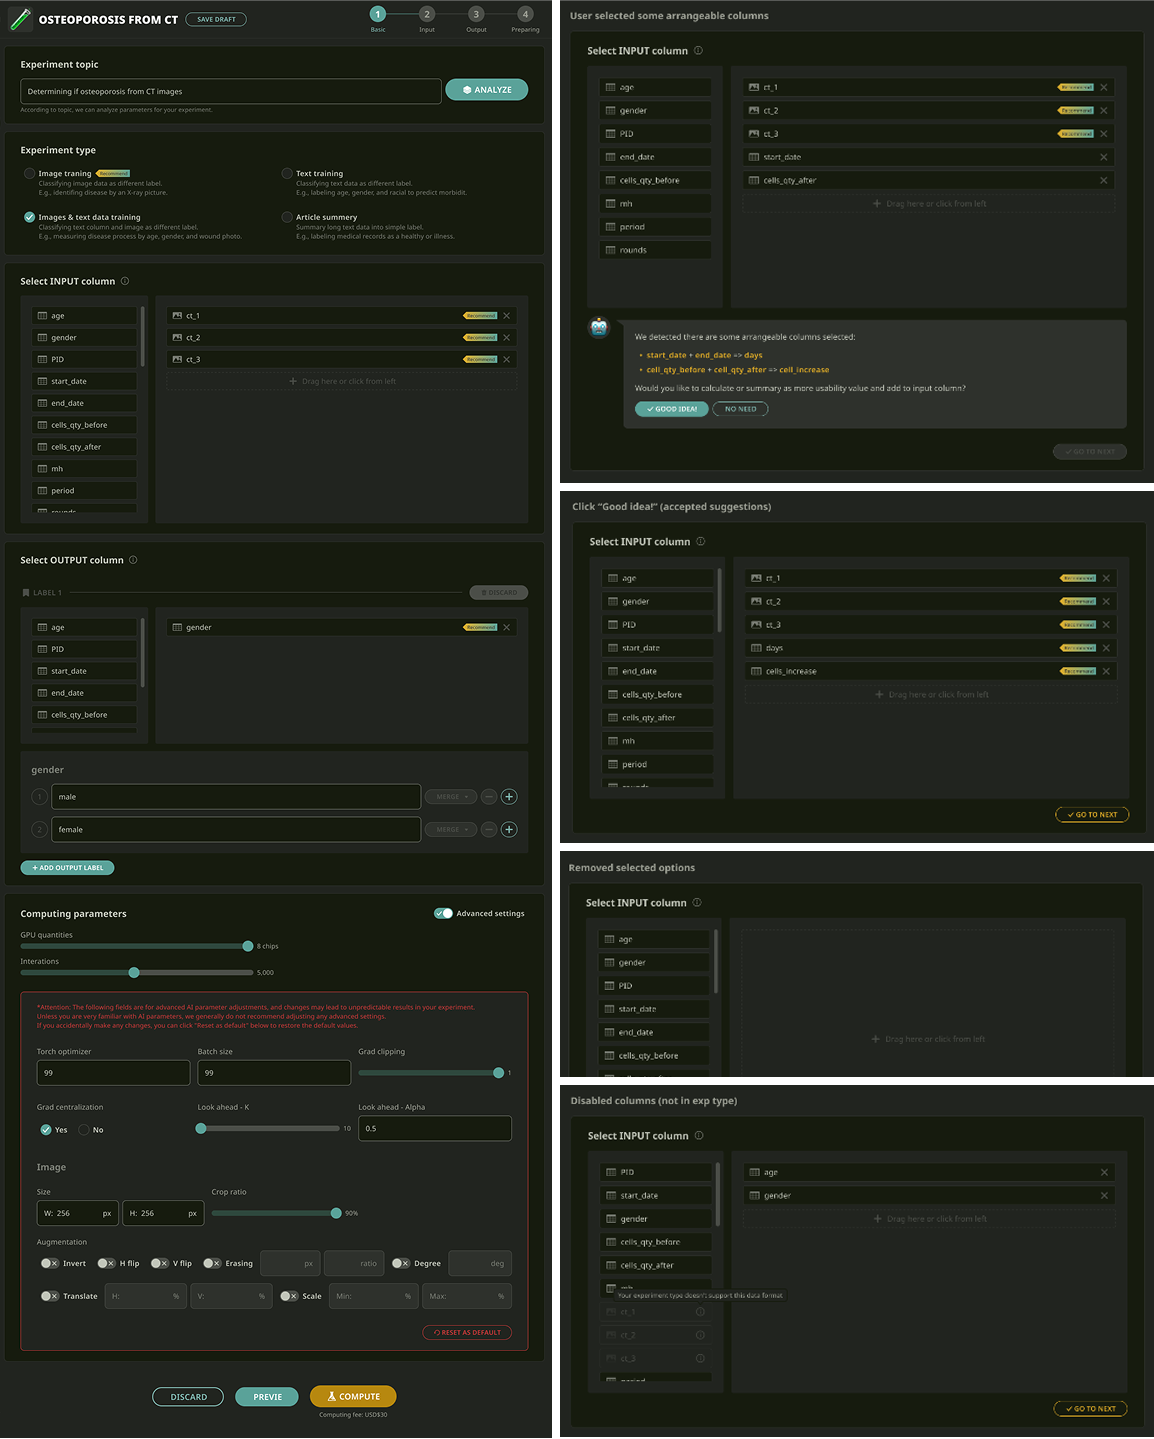 OSTEOPOROSIS FROM CT
SAVE DRAFT
1
2
3
4
Basic
Input
Output
Preparing
Experiment topic
Determining if osteoporosis from CT images
ANALYZE
According to topic, we can analyze parameters for your experiment.
Experiment type
Image traning
Recommend
Classifying image data as different label.
E.g., identifing disease by an X-ray picture.
Text training
Classifying text data as different label.
E.g., labeling age, gender, and racial to predict morbidit.
Images & text data training
Classifying text column and image as different label.
E.g., measuring disease process by age, gender, and wound photo.
Article summery
Summary long text data into simple label.
E.g., labeling medical records as a healthy or illness.
Select INPUT column
age
gender
PID
start_date
end_date
cells_qty_before
cells_qty_after
mh
period
rounds
ct_1
Recommend
ct_2
Recommend
ct_3
Recommend
Drag here or click from left
Select OUTPUT column
LABEL 1
DISCARD
age
PID
start_date
end_date
cells_qty_before
gender
Recommend
gender
1
male
MERGE
2
female
MERGE
+ ADD OUTPUT LABEL
Computing parameters
Advanced settings
GPU quantities
8 chips
Interations
5,000
*Attention: The following fields are for advanced AI parameter adjustments, and changes may lead to unpredictable results in your experiment.
Unless you are very familiar with AI parameters, we generally do not recommend adjusting any advanced settings.
If you accidentally make any changes, you can click "Reset as default" below to restore the default values.
Torch optimizer
Batch size
Grad clipping
99
99
1
Grad centralization
Look ahead - K
Look ahead - Alpha
Yes
No
10
0.5
Image
Size
Crop ratio
W: 256 px
H: 256 px
90%
Augmentation
Invert
H flip
V flip
Erasing
px
ratio
Degree
deg
Translate
H: %
V: %
Scale
Min: %
Max: %
RESET AS DEFAULT
DISCARD
PREVIE
COMPUTE
Computing fee: USD$30
User selected some arrangeable columns
Select INPUT column
age
gender
PID
end_date
cells_qty_before
mh
period
rounds
ct_1
Recommend
ct_2
Recommend
ct_3
Recommend
start_date
cells_qty_after
Drag here or click from left
We detected there are some arrangeable columns selected:
• start_date + end_date => days
• cell_qty_before + cell_qty_after => cell_increase
Would you like to calculate or summary as more usability value and add to input column?
GOOD IDEA!
NO NEED
GO TO NEXT
Click “Good idea!” (accepted suggestions)
Select INPUT column
age
gender
PID
start_date
end_date
cells_qty_before
cells_qty_after
mh
period
rounds
ct_1
Recommend
ct_2
Recommend
ct_3
Recommend
days
Recommend
cells_increase
Recommend
Drag here or click from left
GO TO NEXT
Removed selected options
Select INPUT column
age
gender
PID
start_date
end_date
cells_qty_before
Drag here or click from left
Disabled columns (not in exp type)
Select INPUT column
PID
start_date
gender
cells_qty_before
cells_qty_after
mh
Your experiment type doesn't support this data format
ct_1
ct_2
ct_3
period
age
gender
Drag here or click from left
GO TO NEXT